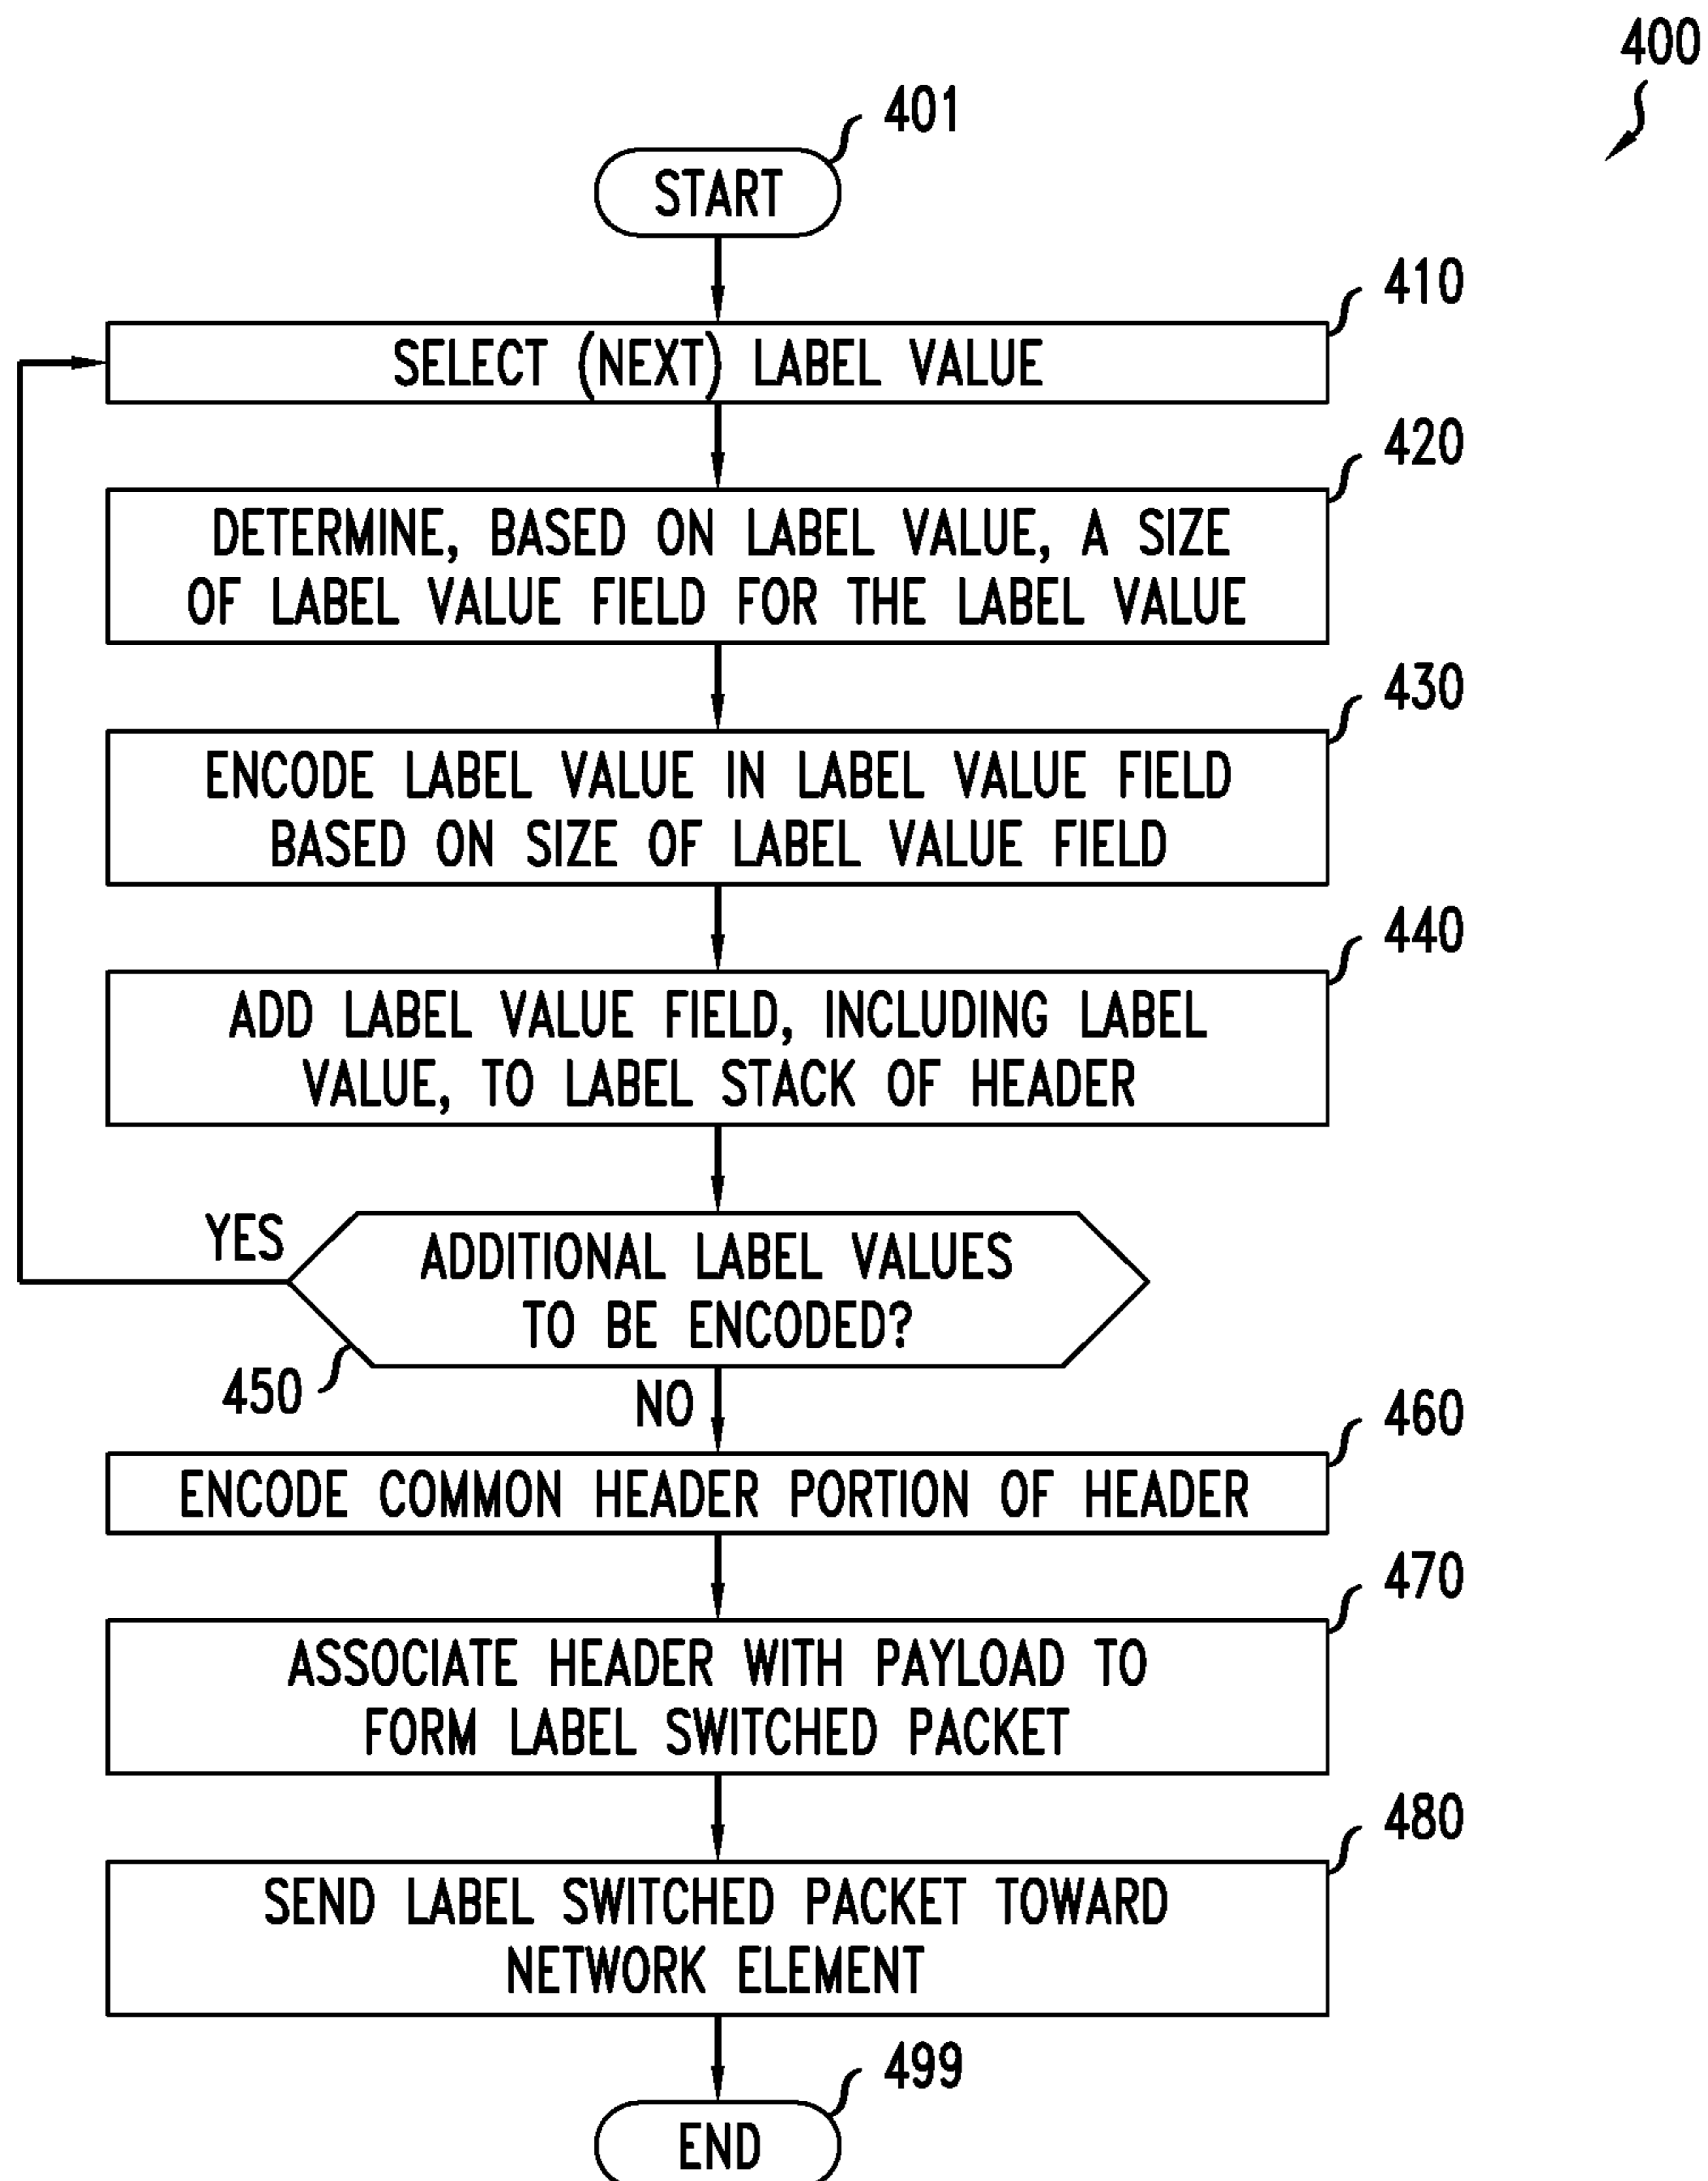 400
401
START
410
SELECT (NEXT) LABEL VALUE
420
DETERMINE, BASED ON LABEL VALUE, A SIZE
OF LABEL VALUE FIELD FOR THE LABEL VALUE
430
ENCODE LABEL VALUE IN LABEL VALUE FIELD
BASED ON SIZE OF LABEL VALUE FIELD
440
ADD LABEL VALUE FIELD, INCLUDING LABEL
VALUE, TO LABEL STACK OF HEADER
YES
ADDITIONAL LABEL VALUES
TO BE ENCODED?
450
NO
460
ENCODE COMMON HEADER PORTION OF HEADER
470
ASSOCIATE HEADER WITH PAYLOAD TO
FORM LABEL SWITCHED PACKET
480
SEND LABEL SWITCHED PACKET TOWARD
NETWORK ELEMENT
499
END